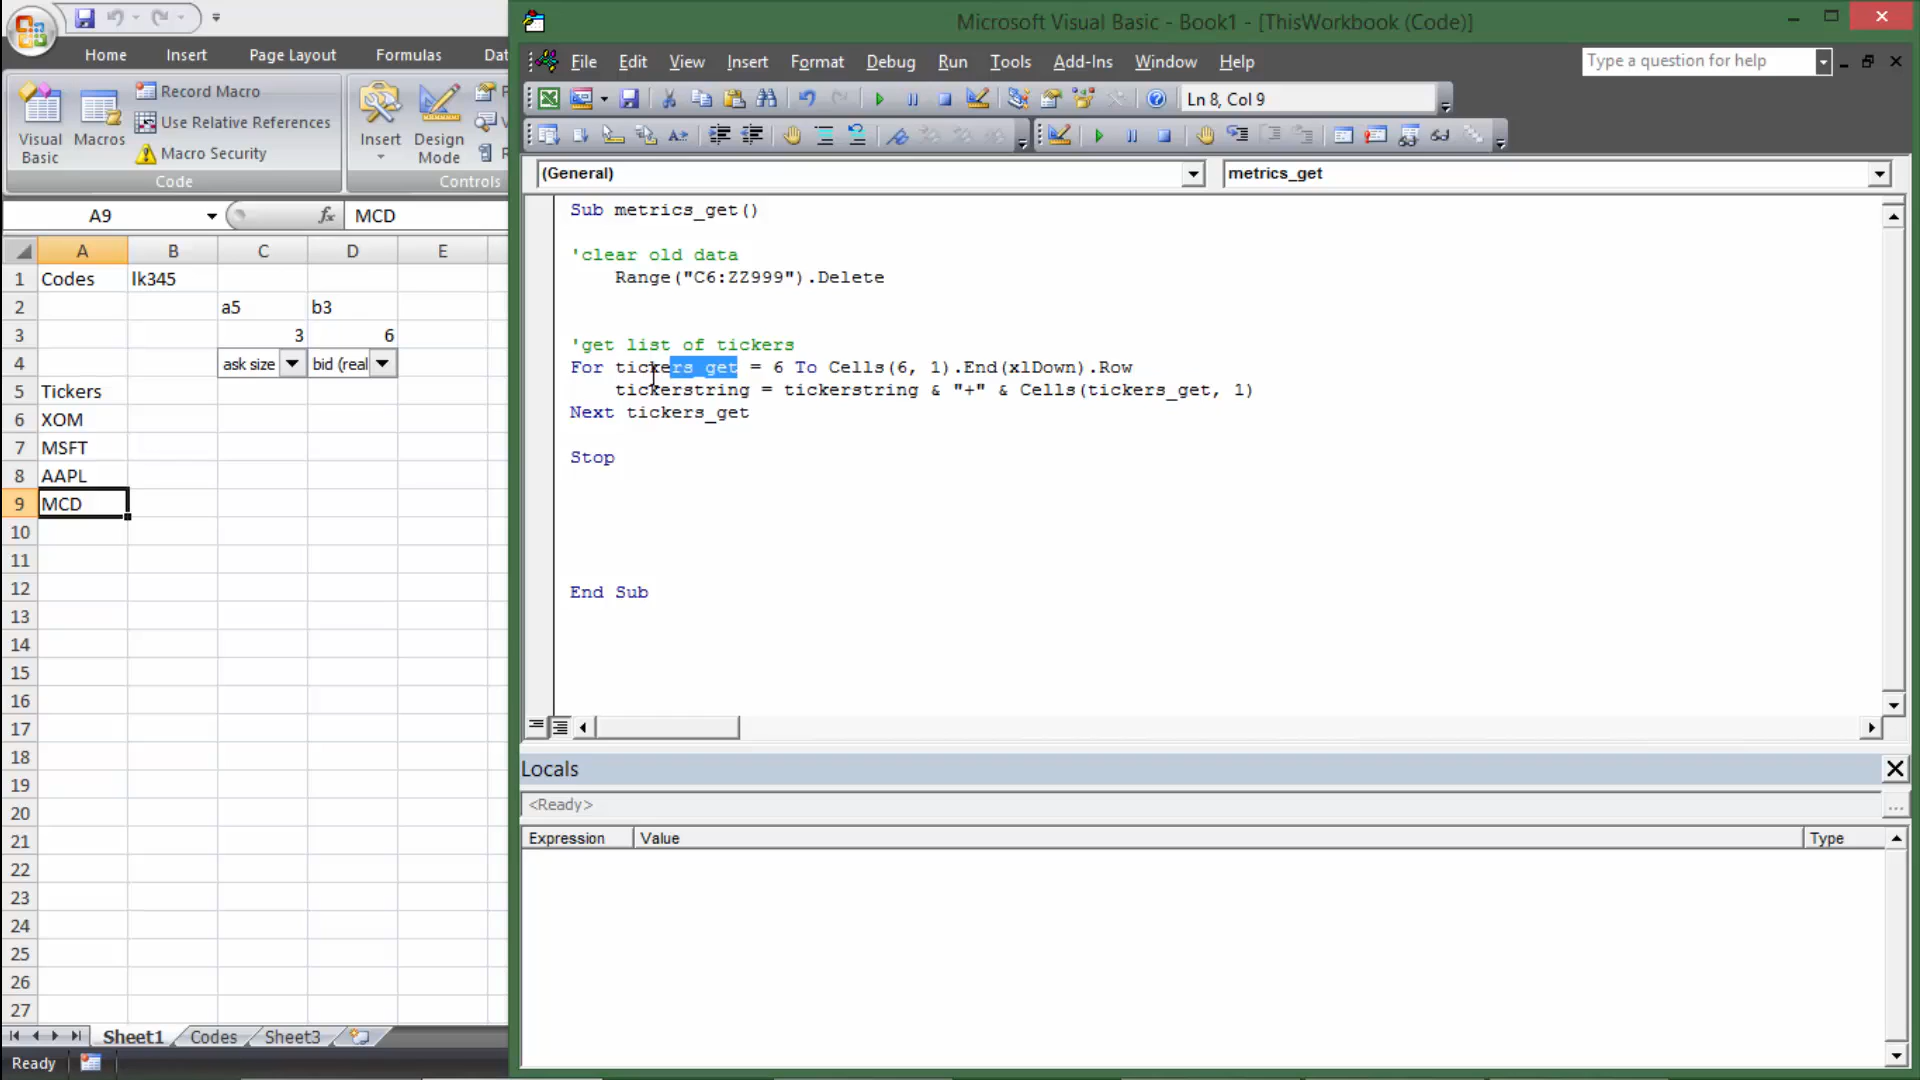 Microsoft Visual Basic - Book1 - [ThisWorkbook (Code)]
Home Insert Page Layout Formulas
File Edit View Insert Format Debug Run Tools Add-Ins Window Help
Type a question for help
Visual Basic
Macros
Record Macro
Use Relative References
Macro Security
Code
Insert
Design Mode
Controls
Ln 8, Col 9
(General)
metrics_get
A9
fx
MCD
A B C D E
1 Codes lk345
2 a5 b3
3 3 6
4 ask size bid (real
5 Tickers
6 XOM
7 MSFT
8 AAPL
9 MCD
10
11
12
13
14
15
16
17
18
19
20
21
22
23
24
25
26
27
Sheet1 Codes Sheet3
Ready
Sub metrics_get()
'clear old data
Range("C6:ZZ999").Delete
'get list of tickers
For tickers_get = 6 To Cells(6, 1).End(xlDown).Row
tickerstring = tickerstring & "+" & Cells(tickers_get, 1)
Next tickers_get
Stop
End Sub
Locals
<Ready>
...
Expression Value Type